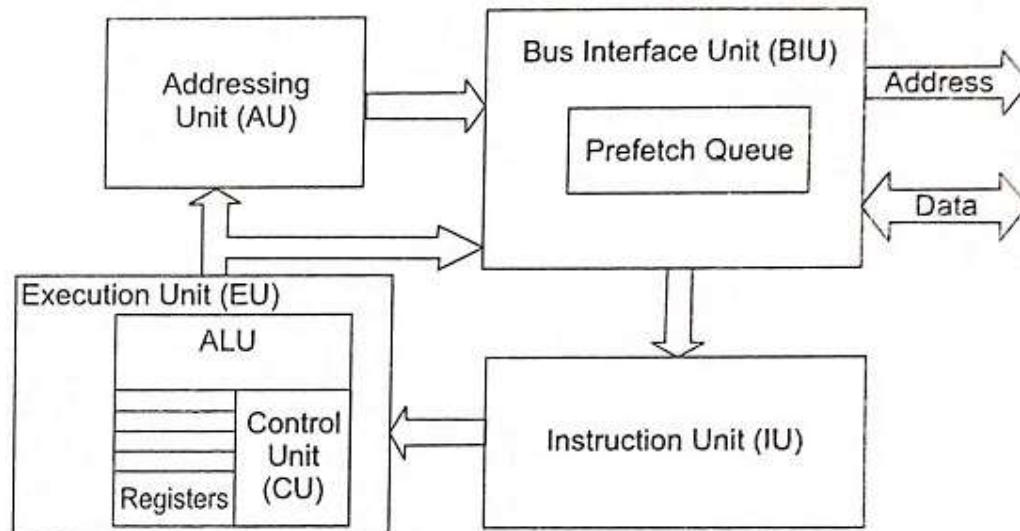 Addressing
Unit (AU)
Bus Interface Unit (BIU)
Prefetch Queue
Address
Data
Execution Unit (EU)
ALU
Control
Unit
(CU)
Registers
Instruction Unit (IU)